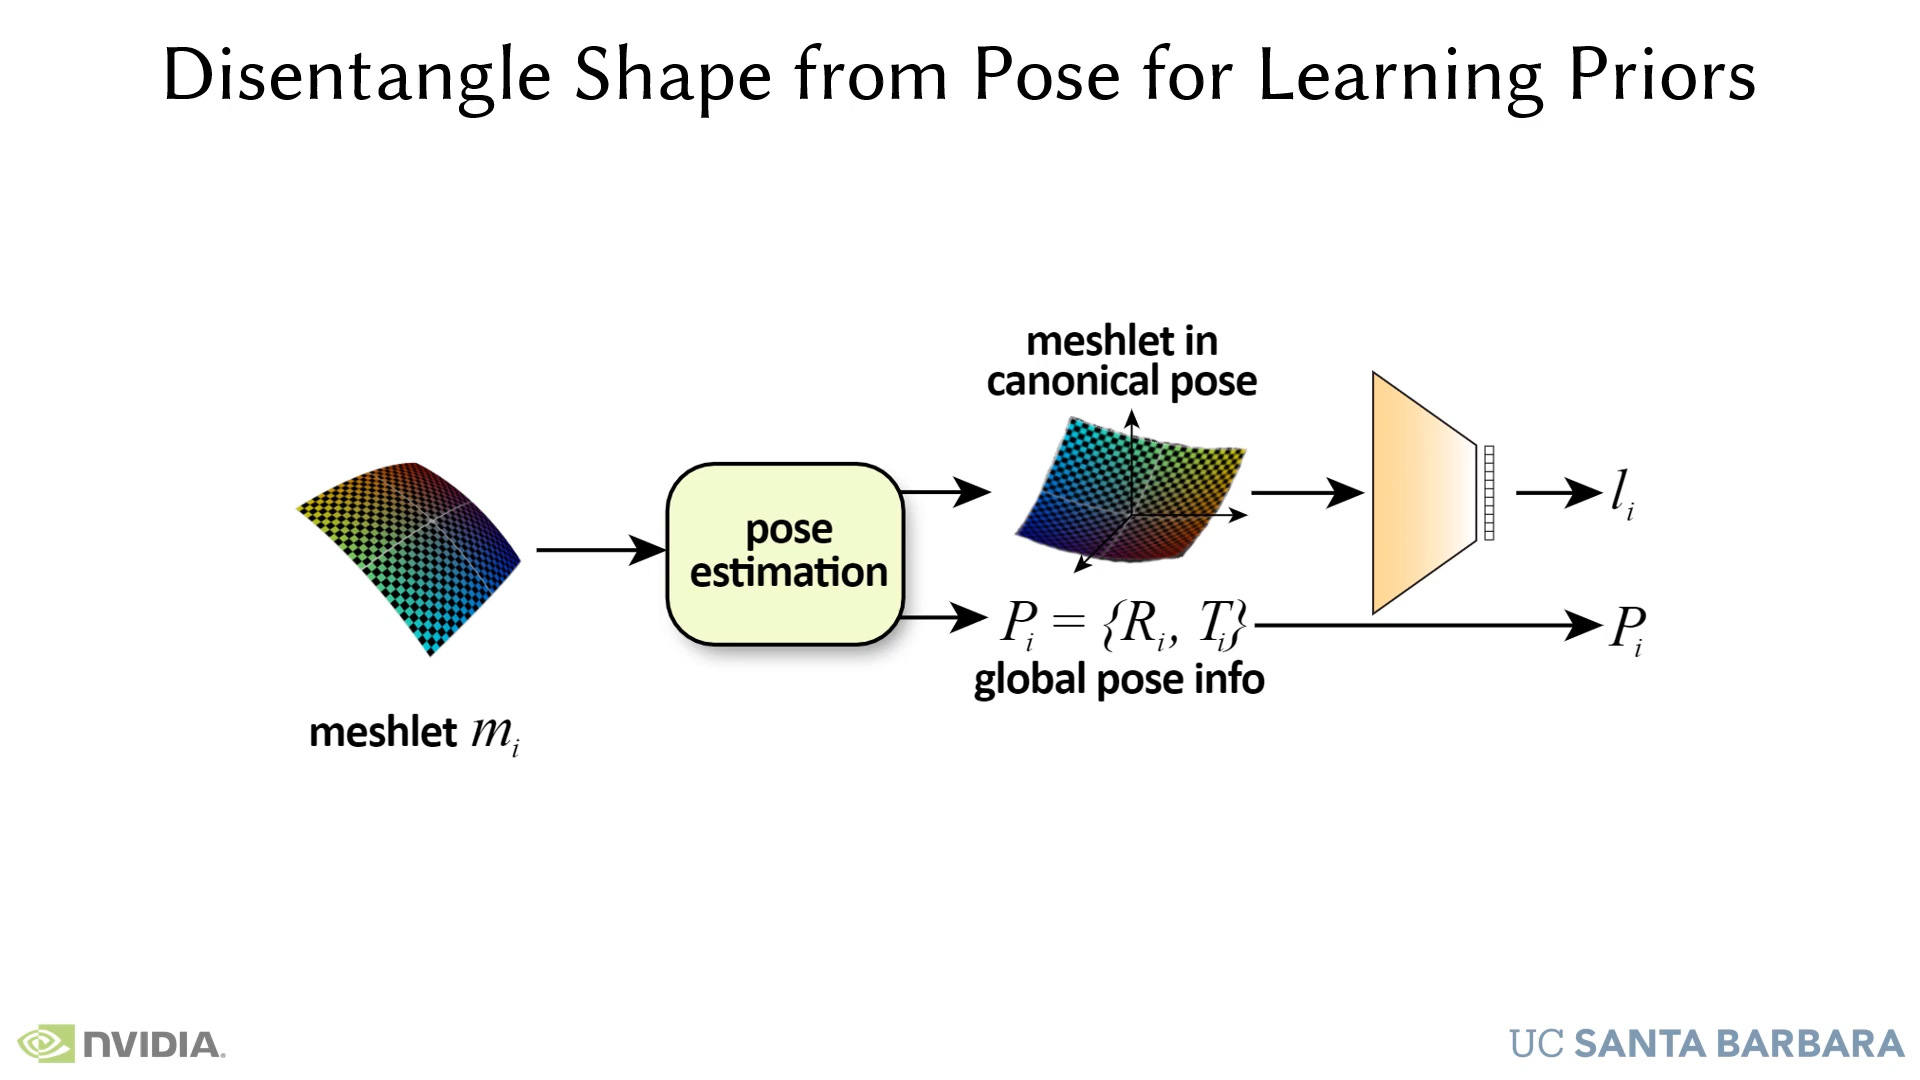 Disentangle Shape from Pose for Learning Priors
meshlet in
canonical pose
pose
estimation
l_i
P_i = {R_i, T_i}
P_i
global pose info
meshlet m_i
NVIDIA.
UC SANTA BARBARA